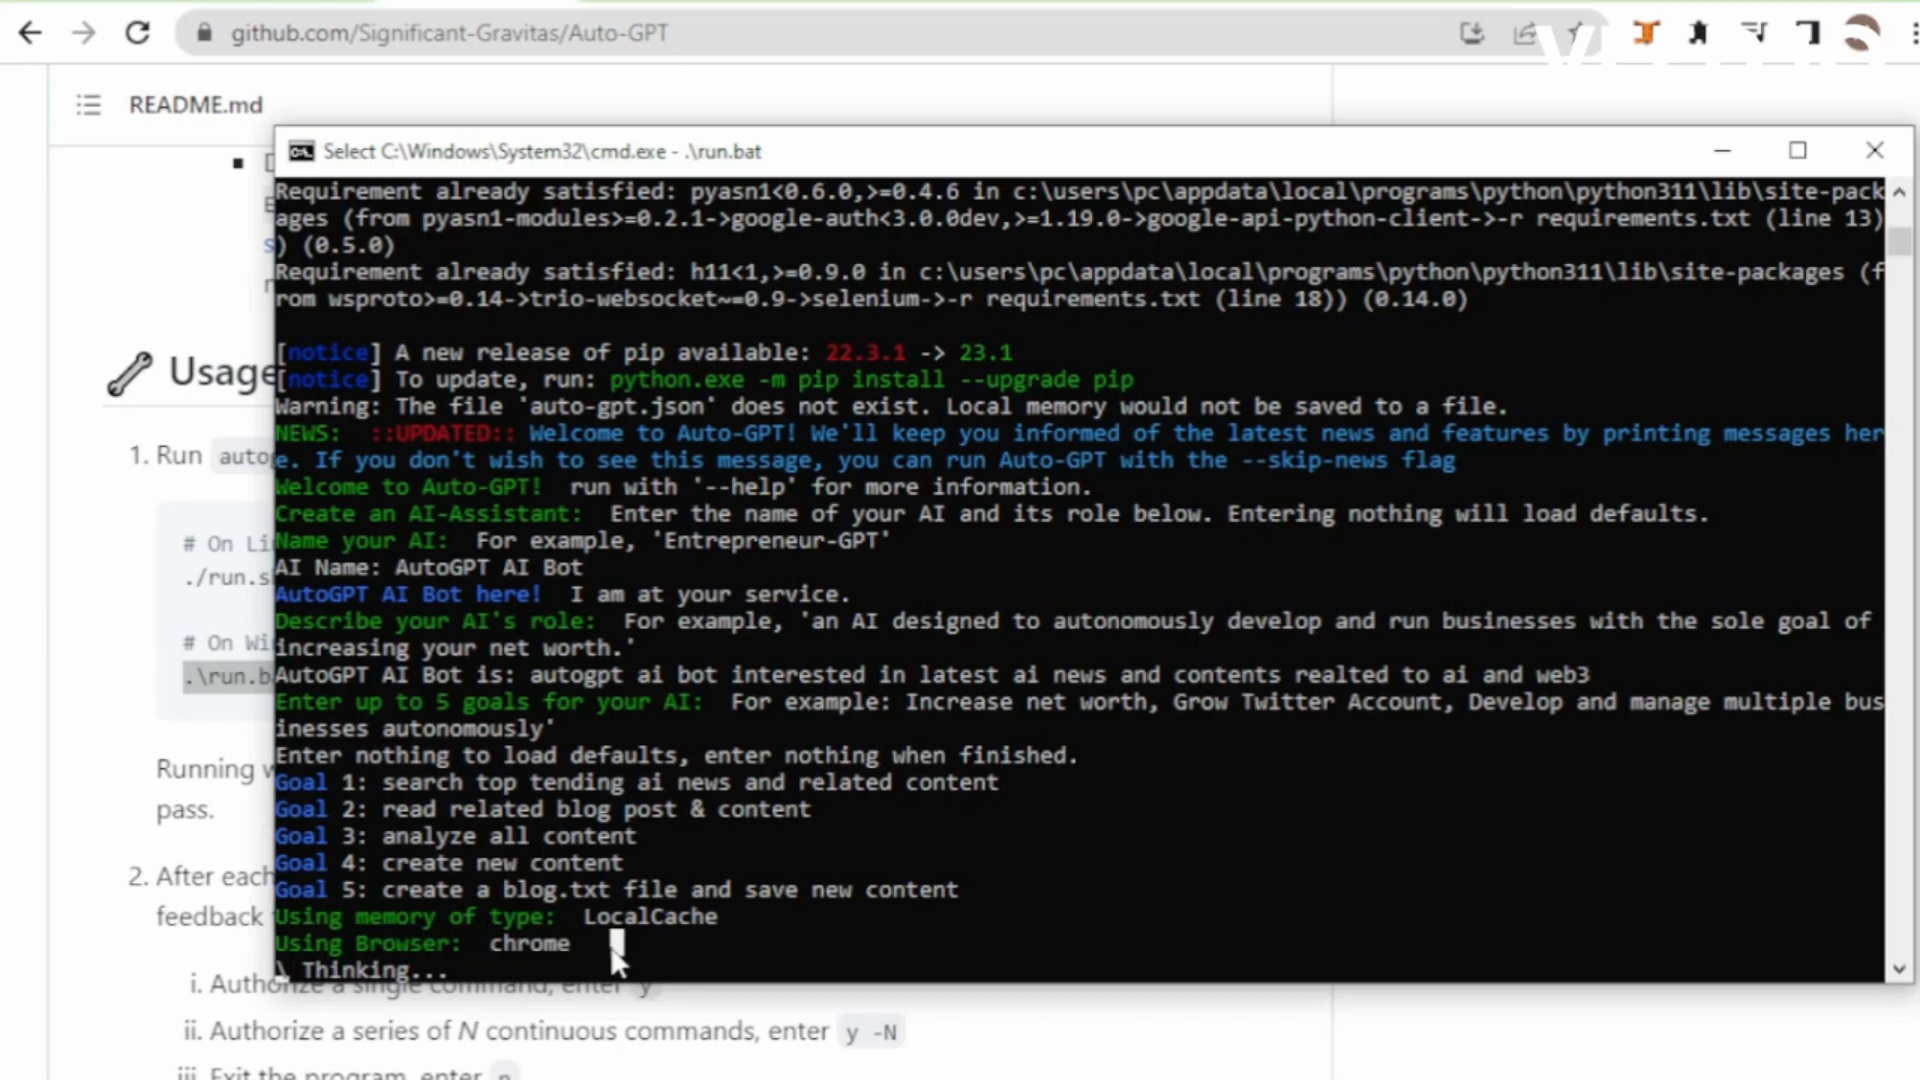 github.com/Significant-Gravitas/Auto-GPT
README.md
Select C:\Windows\System32\cmd.exe - .\run.bat
Requirement already satisfied: pyasn1<0.6.0,>=0.4.6 in c:\users\pc\appdata\local\programs\python\python311\lib\site-pack
ages (from pyasn1-modules>=0.2.1->google-auth<3.0.0dev,>=1.19.0->google-api-python-client->-r requirements.txt (line 13)
) (0.5.0)
Requirement already satisfied: h11<1,>=0.9.0 in c:\users\pc\appdata\local\programs\python\python311\lib\site-packages (f
rom wsproto>=0.14->trio-websocket~=0.9->selenium->-r requirements.txt (line 18)) (0.14.0)
[notice] A new release of pip available: 22.3.1 -> 23.1
[notice] To update, run: python.exe -m pip install --upgrade pip
Warning: The file 'auto-gpt.json' does not exist. Local memory would not be saved to a file.
NEWS:  ::UPDATED:: Welcome to Auto-GPT! We'll keep you informed of the latest news and features by printing messages her
e. If you don't wish to see this message, you can run Auto-GPT with the --skip-news flag
Welcome to Auto-GPT!  run with '--help' for more information.
Create an AI-Assistant:  Enter the name of your AI and its role below. Entering nothing will load defaults.
Name your AI:  For example, 'Entrepreneur-GPT'
AI Name: AutoGPT AI Bot
AutoGPT AI Bot here!  I am at your service.
Describe your AI's role:  For example, 'an AI designed to autonomously develop and run businesses with the sole goal of
increasing your net worth.'
AutoGPT AI Bot is: autogpt ai bot interested in latest ai news and contents realted to ai and web3
Enter up to 5 goals for your AI:  For example: Increase net worth, Grow Twitter Account, Develop and manage multiple bus
inesses autonomously'
Enter nothing to load defaults, enter nothing when finished.
Goal 1: search top tending ai news and related content
Goal 2: read related blog post & content
Goal 3: analyze all content
Goal 4: create new content
Goal 5: create a blog.txt file and save new content
Using memory of type:  LocalCache
Using Browser:  chrome
\ Thinking...
Usage
1. Run autog
# On Li
./run.s
# On Wi
.\run.ba
Running w
pass.
2. After each
feedback
i. Authorize a single command, enter y
ii. Authorize a series of N continuous commands, enter y -N
iii. Exit the program, enter n